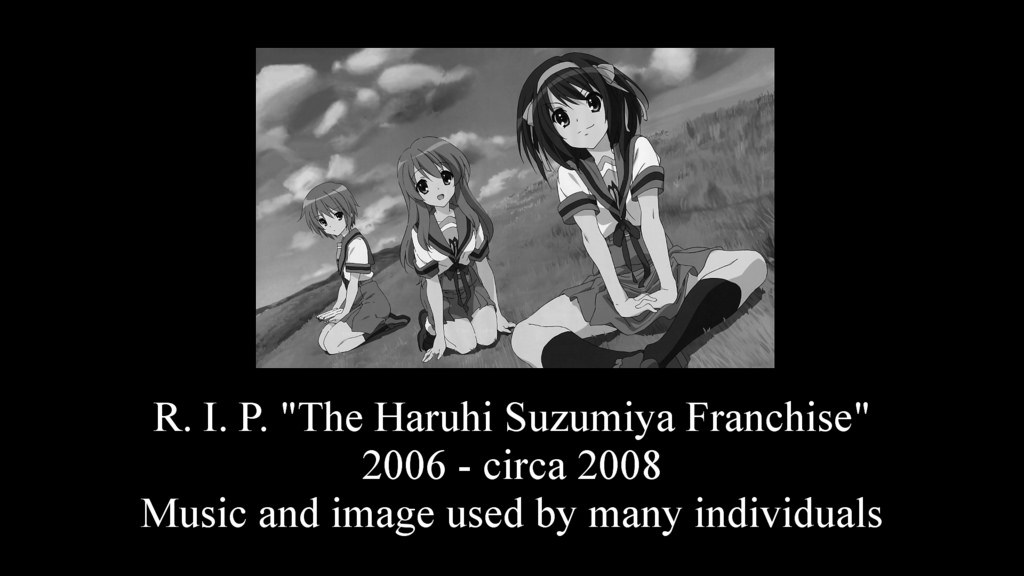 R. I. P. "The Haruhi Suzumiya Franchise"
2006 - circa 2008
Music and image used by many individuals